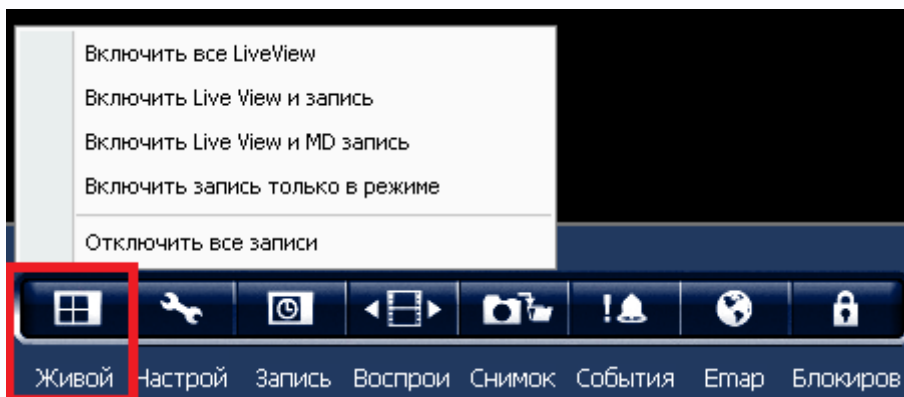 Включить все LiveView
Включить Live View и запись
Включить Live View и MD запись
Включить запись только в режиме
Отключить все записи
Живой Настрой Запись Воспрои Снимок События Emap Блокиров